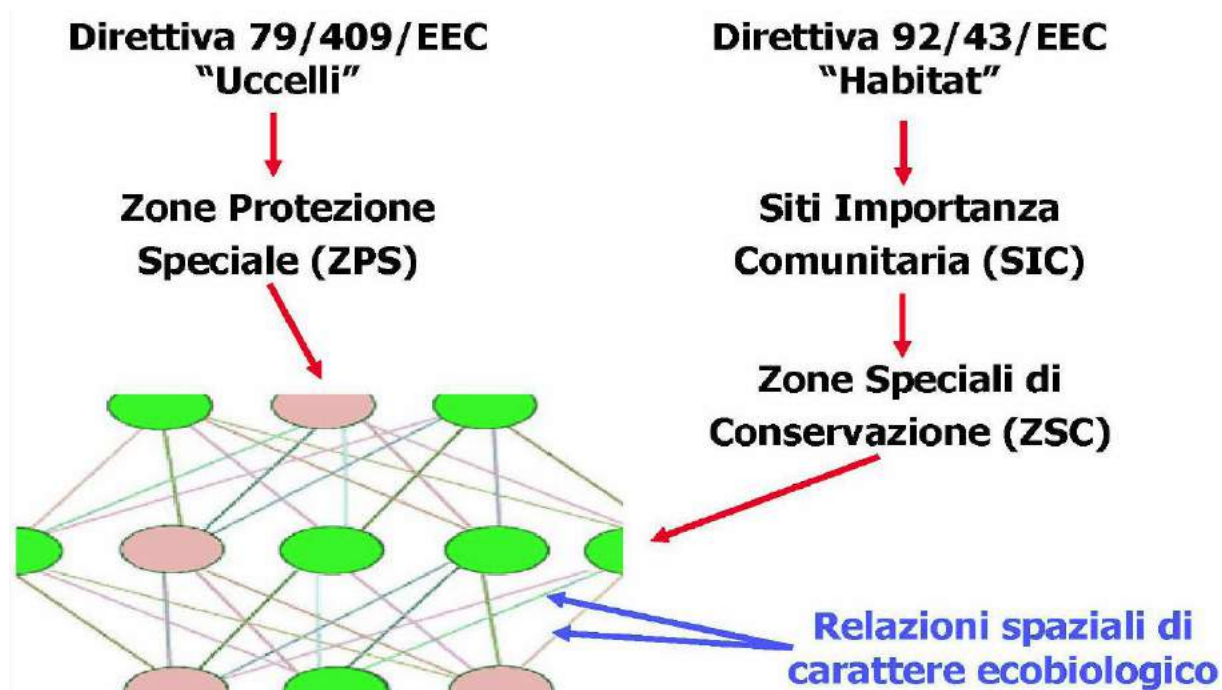 Direttiva 79/409/EEC
“Uccelli”
Zone Protezione
Speciale (ZPS)
Direttiva 92/43/EEC
“Habitat”
Siti Importanza
Comunitaria (SIC)
Zone Speciali di
Conservazione (ZSC)
Relazioni spaziali di
carattere ecobiologico